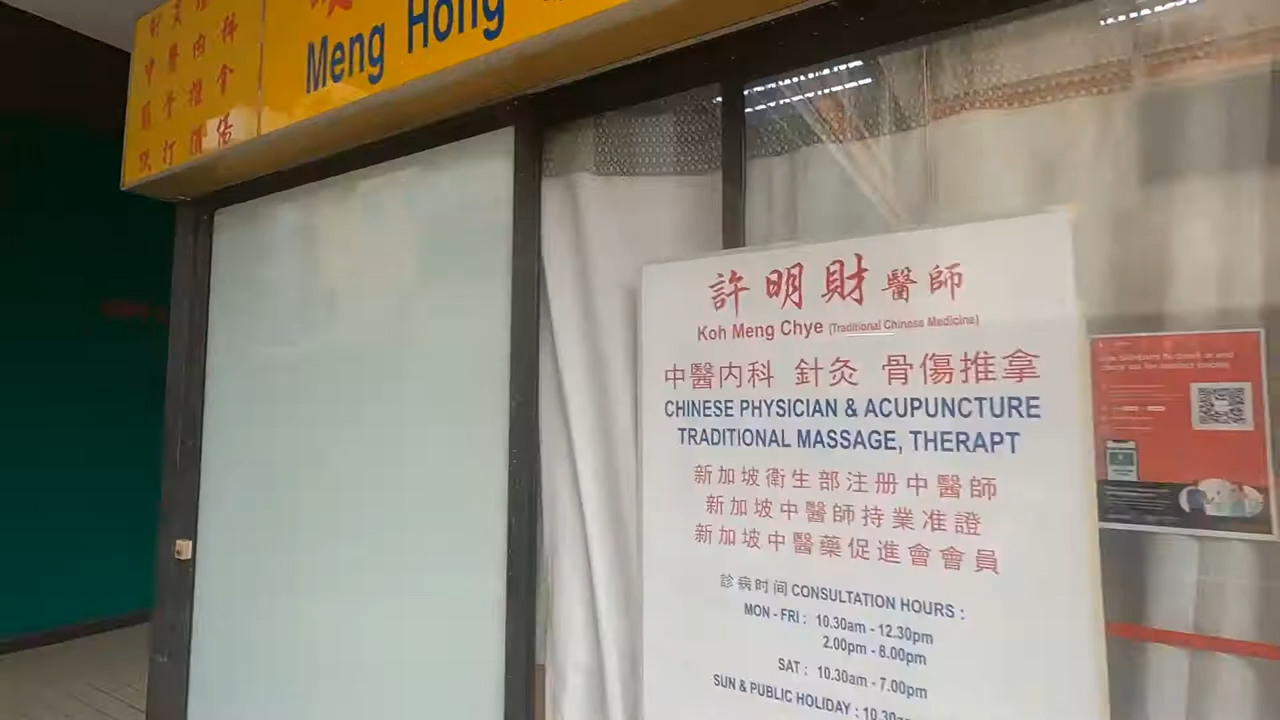 Meng Hong
許明財醫師
Koh Meng Chye (Traditional Chinese Medicine)
中醫内科 針灸 骨傷推拿
CHINESE PHYSICIAN & ACUPUNCTURE
TRADITIONAL MASSAGE, THERAPT
新加坡衛生部注册中醫師
新加坡中醫師持業准證
新加坡中醫藥促進會會員
診病时间 CONSULTATION HOURS :
MON - FRI : 10.30am - 12.30pm
2.00pm - 8.00pm
SAT : 10.30am - 7.00pm
SUN & PUBLIC HOLIDAY : 10.30